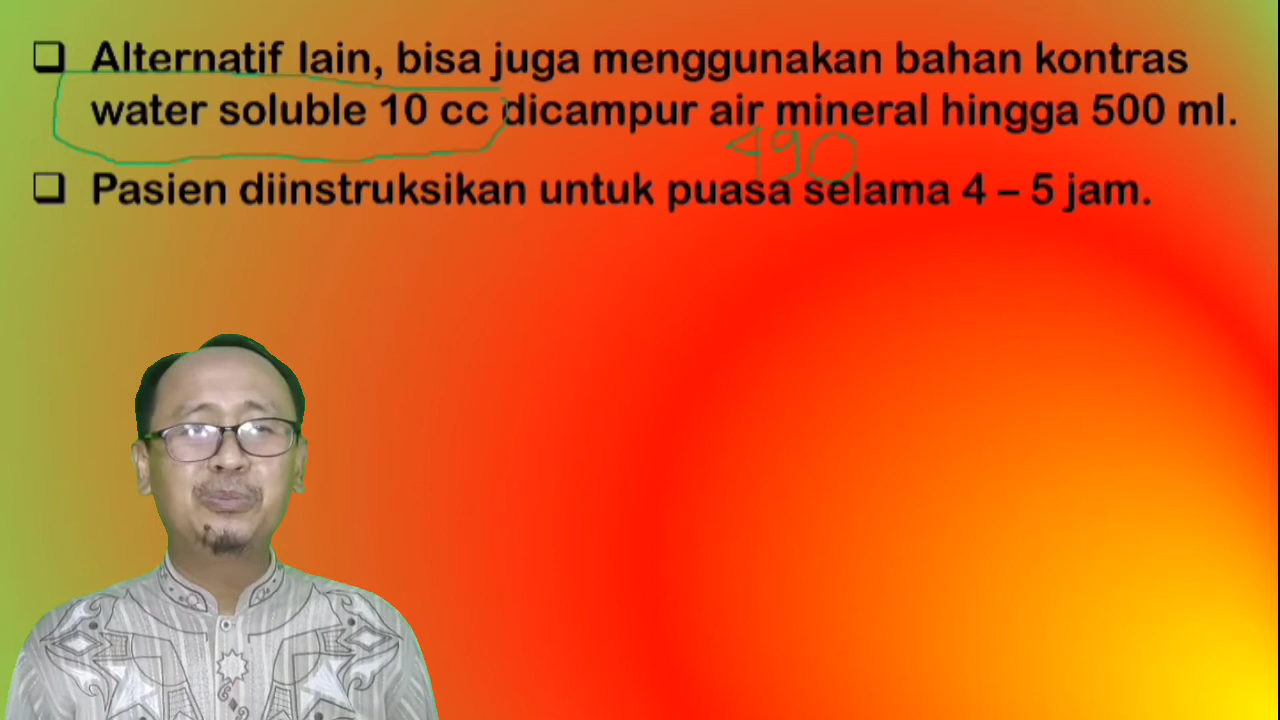 Alternatif lain, bisa juga menggunakan bahan kontras
water soluble 10 cc dicampur air mineral hingga 500 ml.
490
Pasien diinstruksikan untuk puasa selama 4 – 5 jam.